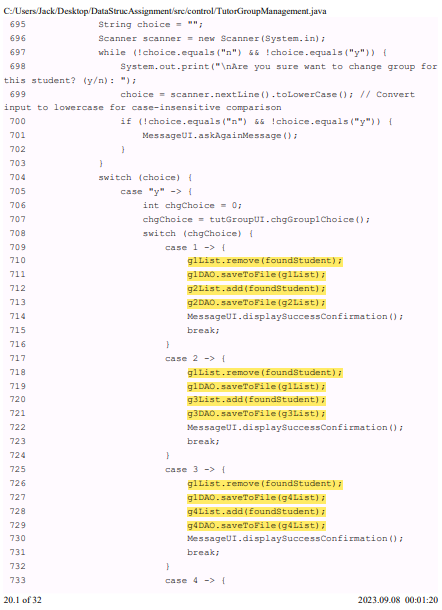 C:/Users/Jack/Desktop/DataStrucAssignment/src/control/TutorGroupManagement.java
695 String choice = "";
696 Scanner scanner = new Scanner(System.in);
697 while (!choice.equals("n") && !choice.equals("y")) {
698 System.out.print("\nAre you sure want to change group for
this student? (y/n): ");
699 choice = scanner.nextLine().toLowerCase(); // Convert
input to lowercase for case-insensitive comparison
700 if (!choice.equals("n") && !choice.equals("y")) {
701 MessageUI.askAgainMessage();
702 }
703 }
704 switch (choice) {
705 case "y" -> {
706 int chgChoice = 0;
707 chgChoice = tutGroupUI.chgGroup1Choice();
708 switch (chgChoice) {
709 case 1 -> {
710 g1List.remove(foundStudent);
711 g1DAO.saveToFile(g1List);
712 g2List.add(foundStudent);
713 g2DAO.saveToFile(g2List);
714 MessageUI.displaySuccessConfirmation();
715 break;
716 }
717 case 2 -> {
718 g1List.remove(foundStudent);
719 g1DAO.saveToFile(g1List);
720 g3List.add(foundStudent);
721 g3DAO.saveToFile(g3List);
722 MessageUI.displaySuccessConfirmation();
723 break;
724 }
725 case 3 -> {
726 g1List.remove(foundStudent);
727 g1DAO.saveToFile(g4List);
728 g4List.add(foundStudent);
729 g4DAO.saveToFile(g4List);
730 MessageUI.displaySuccessConfirmation();
731 break;
732 }
733 case 4 -> {
20.1 of 32 2023.09.08 00:01:20